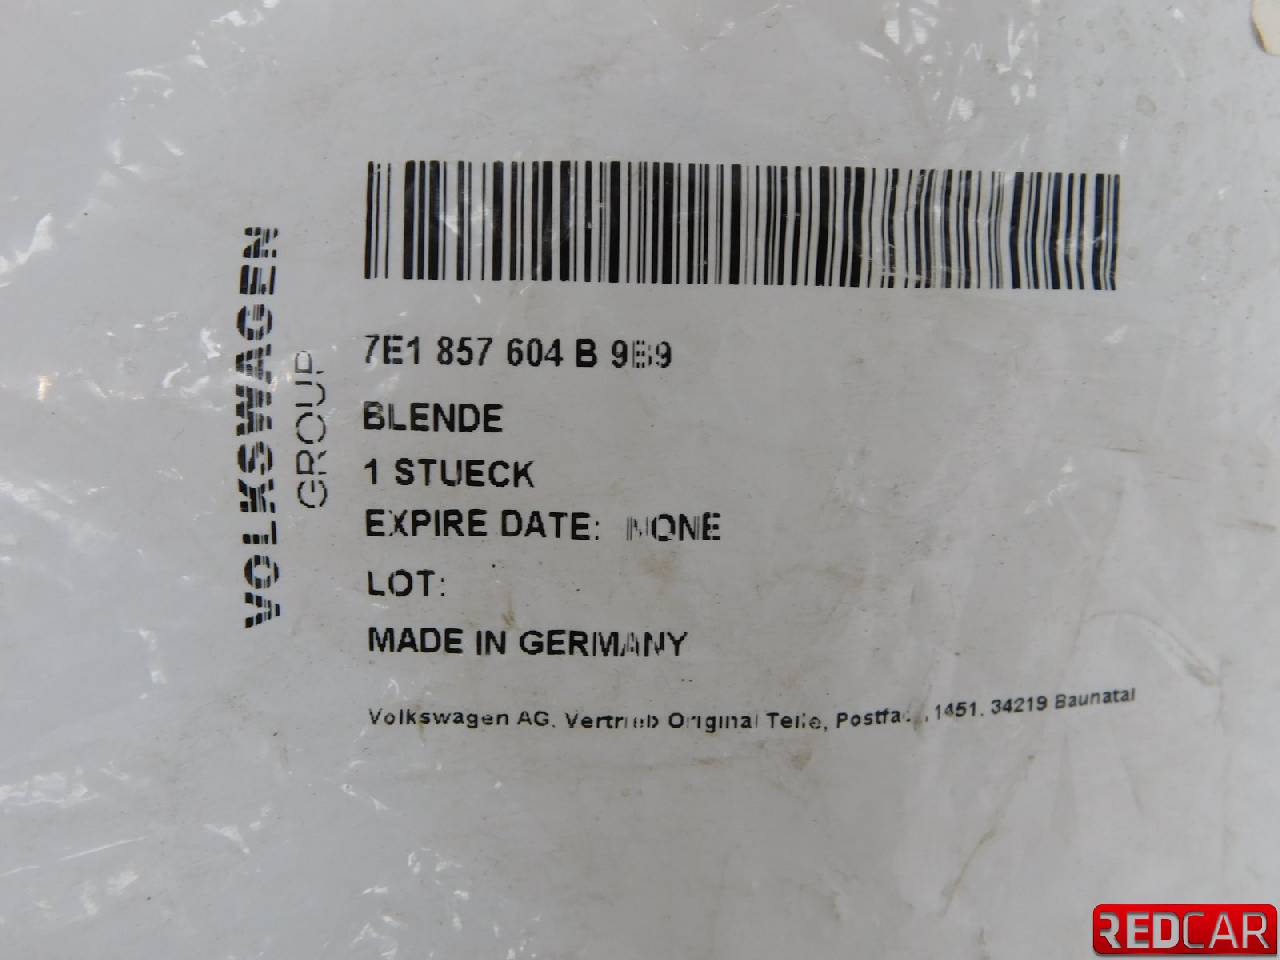 VOLKSWAGEN
GROUP
7E1 857 604 B 9B9
BLENDE
1 STUECK
EXPIRE DATE: NONE
LOT:
MADE IN GERMANY
Volkswagen AG. Vertrieb Original Teile, 1451. 34219 Baunatal
REDCAR